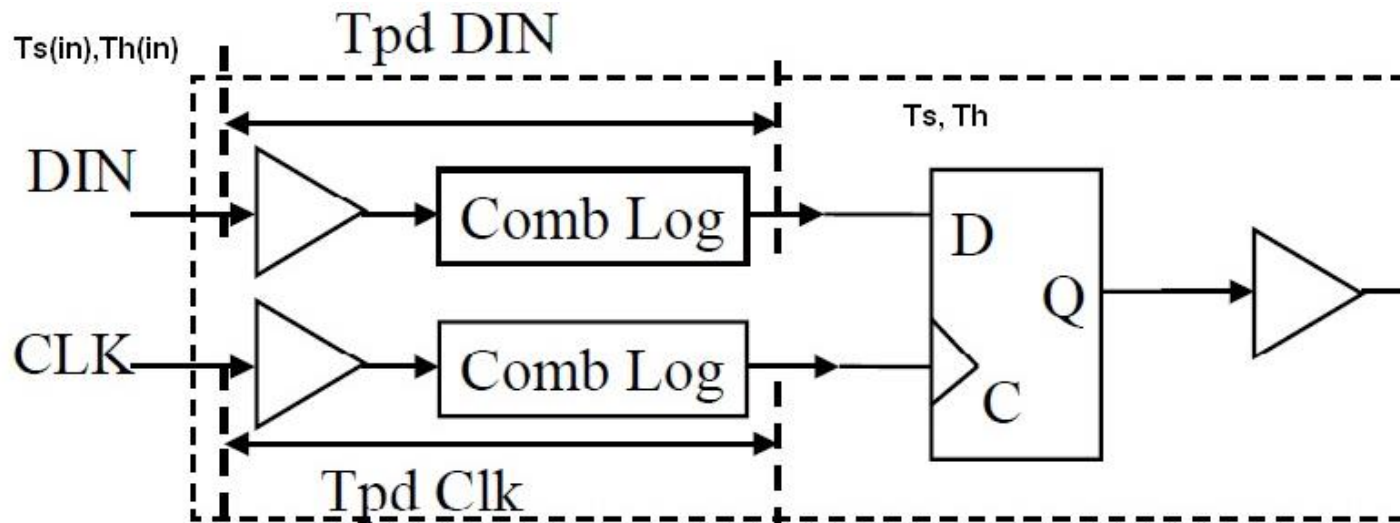 Ts(in),Th(in)
Tpd DIN
Ts, Th
DIN
Comb Log
D
Q
CLK
Comb Log
C
Tpd Clk